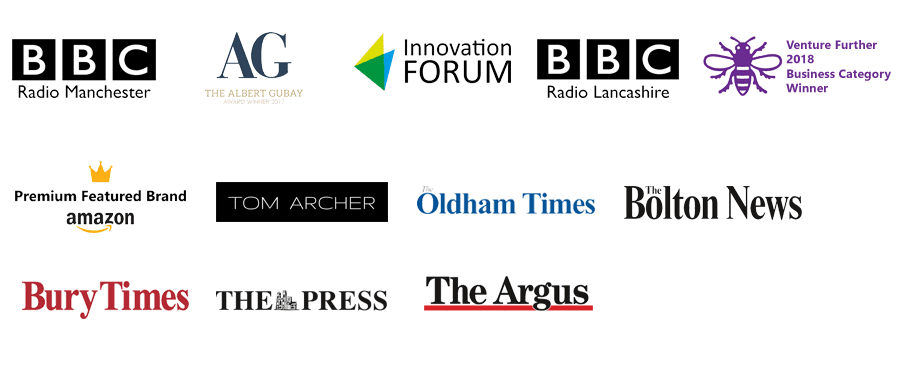 BBC
Radio Manchester
AG
THE ALBERT GUBAY
AWARD WINNER 2017
Innovation
FORUM
BBC
Radio Lancashire
Venture Further
2018
Business Category
Winner
Premium Featured Brand
amazon
TOM ARCHER
The
Oldham Times
The
Bolton News
Bury Times
THE PRESS
The Argus